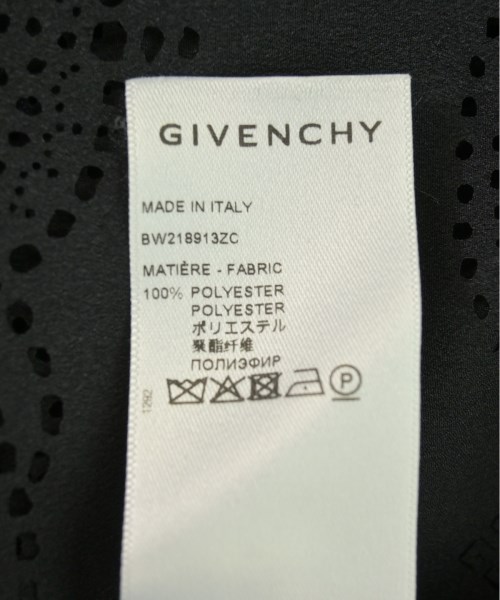 GIVENCHY
MADE IN ITALY
BW218913ZC
MATIÈRE - FABRIC
100% POLYESTER
POLYESTER
ポリエステル
聚酯纤维
ПОЛИЭФИР
P
1292